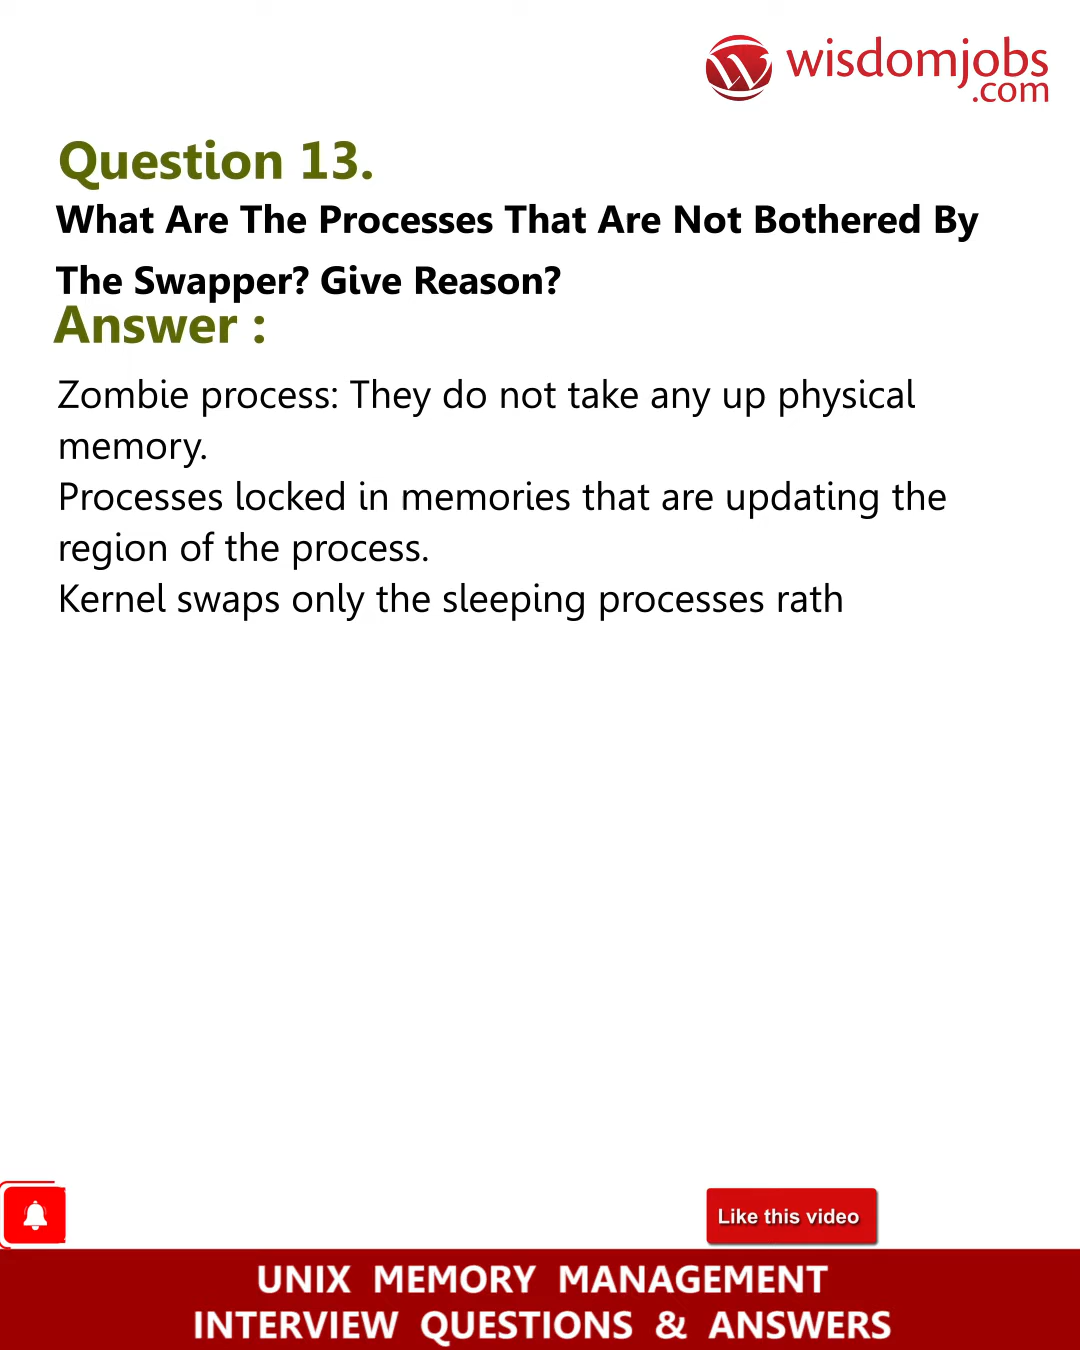 wisdomjobs
.com
Question 13.
What Are The Processes That Are Not Bothered By
The Swapper? Give Reason?
Answer :
Zombie process: They do not take any up physical
memory.
Processes locked in memories that are updating the
region of the process.
Kernel swaps only the sleeping processes rath
Like this video
UNIX MEMORY MANAGEMENT
INTERVIEW QUESTIONS & ANSWERS